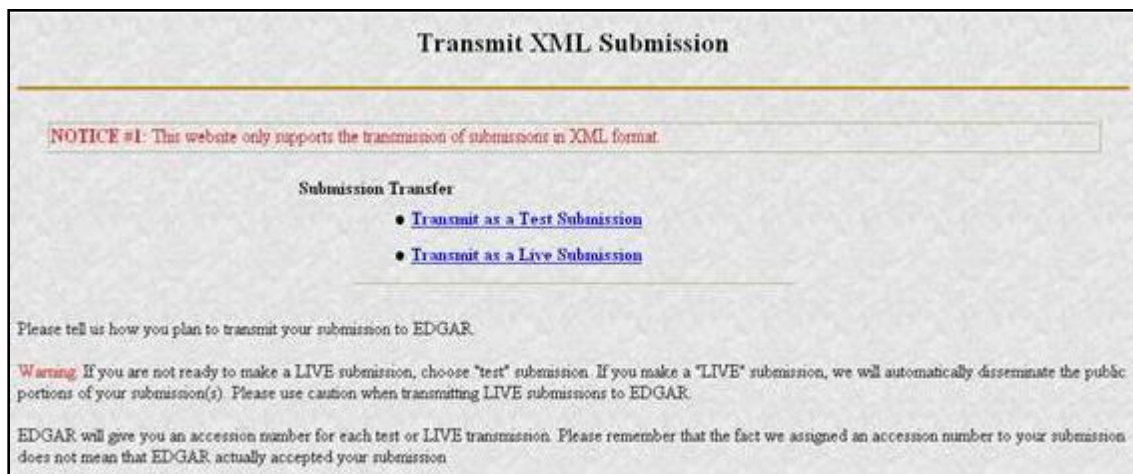 Transmit XML Submission
NOTICE #1: This website only supports the transmission of submissions in XML format.
Submission Transfer
Transmit as a Test Submission
Transmit as a Live Submission
Please tell us how you plan to transmit your submission to EDGAR.
Warning. If you are not ready to make a LIVE submission, choose "test" submission. If you make a "LIVE" submission, we will automatically disseminate the public
portions of your submission(s). Please use caution when transmitting LIVE submissions to EDGAR.
EDGAR will give you an accession number for each test or LIVE transmission. Please remember that the fact we assigned an accession number to your submission
does not mean that EDGAR actually accepted your submission